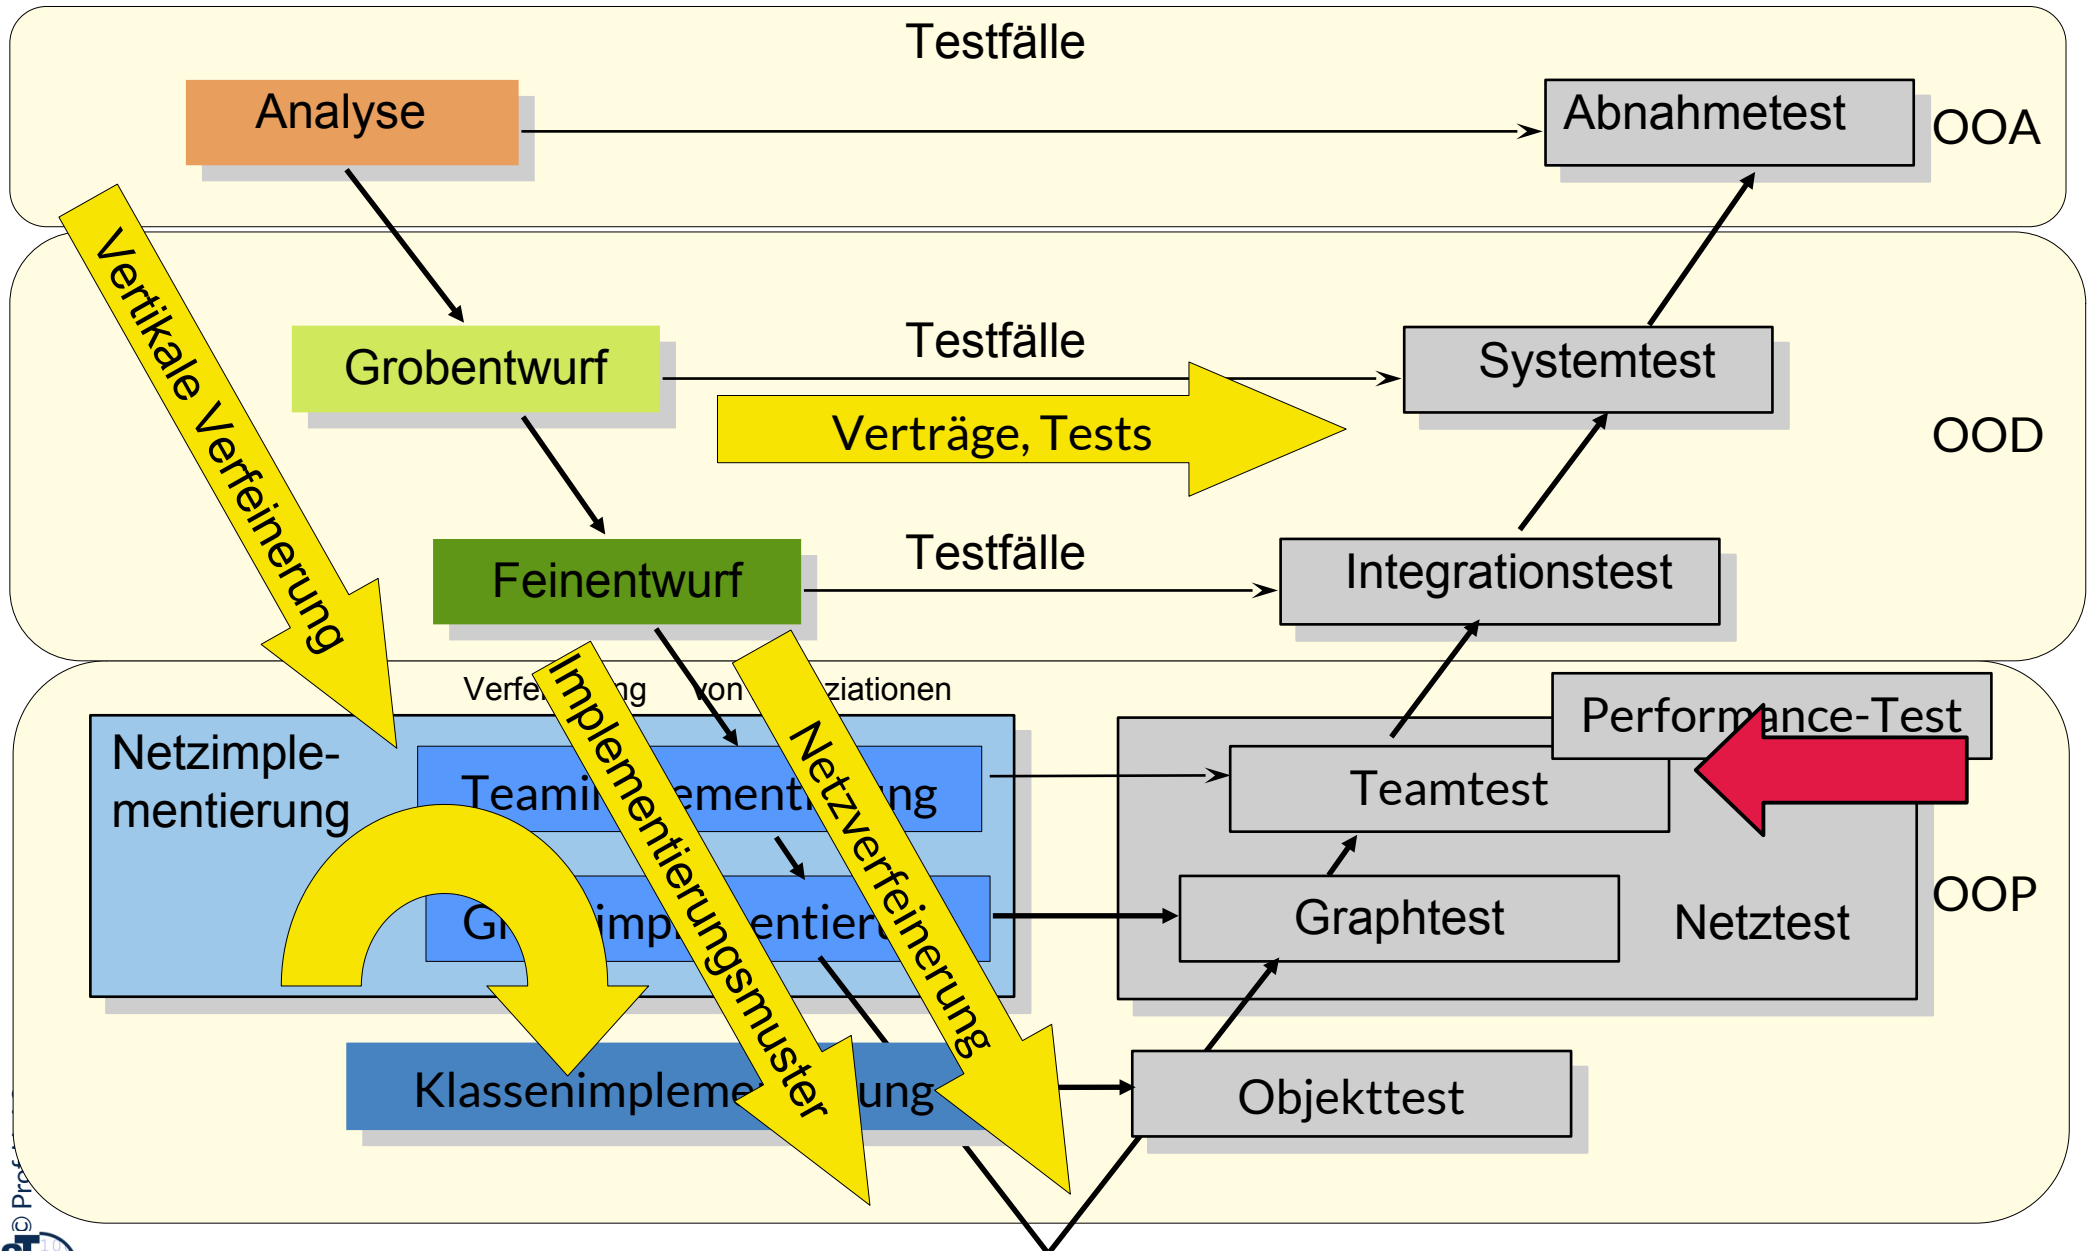 Testfälle
Analyse
Abnahmetest
OOA
Vertikale Verfeinerung
Testfälle
Grobentwurf
Systemtest
Verträge, Tests
OOD
Testfälle
Feinentwurf
Integrationstest
von
Implementierungsmuster
Netzverfeinerung
Performance-Test
Netzimple-
mentierung
Teamtest
Graphtest
Netztest
OOP
Objekttest
©